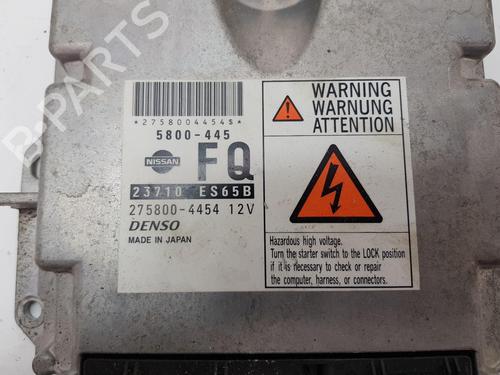 B-PARTS
*2758004454S*
5800-445
NISSAN
FQ
23710 ES65B
275800-4454 12V
DENSO
MADE IN JAPAN
WARNING
WARNUNG
ATTENTION
Hazardous high voltage.
Turn the starter switch to the LOCK position
if it is necessary to check or repair
the computer, harness, or connectors.